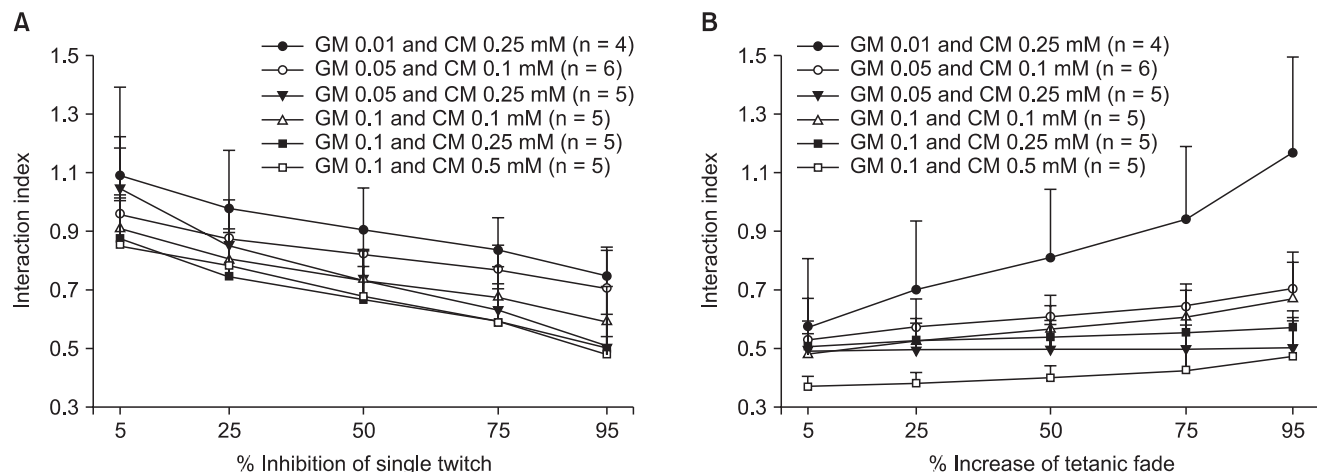 A
GM 0.01 and CM 0.25 mM (n = 4)
GM 0.05 and CM 0.1 mM (n = 6)
GM 0.05 and CM 0.25 mM (n = 5)
GM 0.1 and CM 0.1 mM (n = 5)
GM 0.1 and CM 0.25 mM (n = 5)
GM 0.1 and CM 0.5 mM (n = 5)
Interaction index
1.5
1.3
1.1
0.9
0.7
0.5
0.3
5 25 50 75 95
% Inhibition of single twitch
B
GM 0.01 and CM 0.25 mM (n = 4)
GM 0.05 and CM 0.1 mM (n = 6)
GM 0.05 and CM 0.25 mM (n = 5)
GM 0.1 and CM 0.1 mM (n = 5)
GM 0.1 and CM 0.25 mM (n = 5)
GM 0.1 and CM 0.5 mM (n = 5)
Interaction index
1.5
1.3
1.1
0.9
0.7
0.5
0.3
5 25 50 75 95
% Increase of tetanic fade